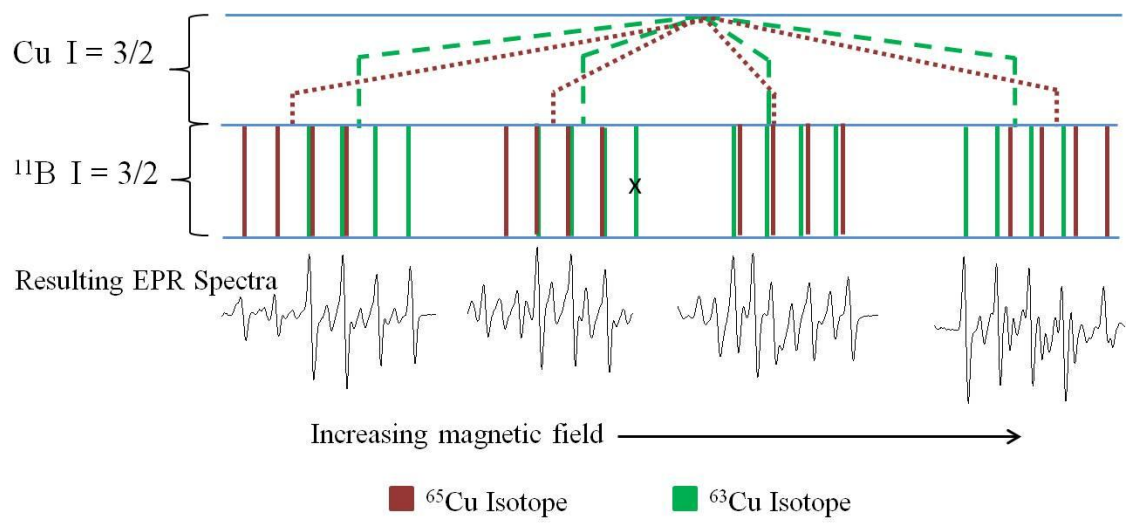 Cu I = 3/2
¹¹B I = 3/2
x
Resulting EPR Spectra
Increasing magnetic field
⁶⁵Cu Isotope
⁶³Cu Isotope